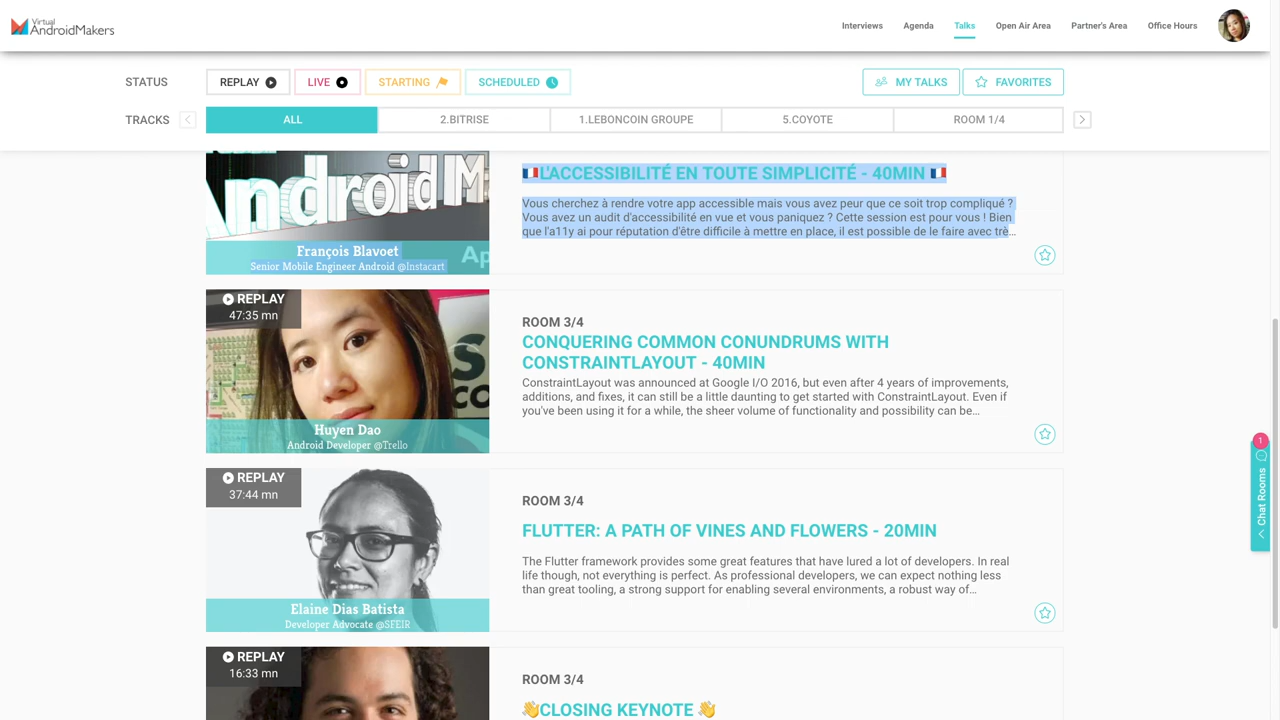 Virtual
AndroidMakers
Interviews
Agenda
Talks
Open Air Area
Partner's Area
Office Hours
STATUS
REPLAY
LIVE
STARTING
SCHEDULED
MY TALKS
FAVORITES
TRACKS
ALL
2.BITRISE
1.LEBONCOIN GROUPE
5.COYOTE
ROOM 1/4
AndroidM
Ap
François Blavoet
Senior Mobile Engineer Android @Instacart
🇫🇷L'ACCESSIBILITÉ EN TOUTE SIMPLICITÉ - 40MIN 🇫🇷
Vous cherchez à rendre votre app accessible mais vous avez peur que ce soit trop compliqué ?
Vous avez un audit d'accessibilité en vue et vous paniquez ? Cette session est pour vous ! Bien
que l'a11y ai pour réputation d'être difficile à mettre en place, il est possible de le faire avec trè…
REPLAY
47:35 mn
Huyen Dao
Android Developer @Trello
ROOM 3/4
CONQUERING COMMON CONUNDRUMS WITH
CONSTRAINTLAYOUT - 40MIN
ConstraintLayout was announced at Google I/O 2016, but even after 4 years of improvements,
additions, and fixes, it can still be a little daunting to get started with ConstraintLayout. Even if
you've been using it for a while, the sheer volume of functionality and possibility can be…
REPLAY
37:44 mn
Elaine Dias Batista
Developer Advocate @SFEIR
ROOM 3/4
FLUTTER: A PATH OF VINES AND FLOWERS - 20MIN
The Flutter framework provides some great features that have lured a lot of developers. In real
life though, not everything is perfect. As professional developers, we can expect nothing less
than great tooling, a strong support for enabling several environments, a robust way of…
REPLAY
16:33 mn
ROOM 3/4
👋CLOSING KEYNOTE 👋
1
Chat Rooms